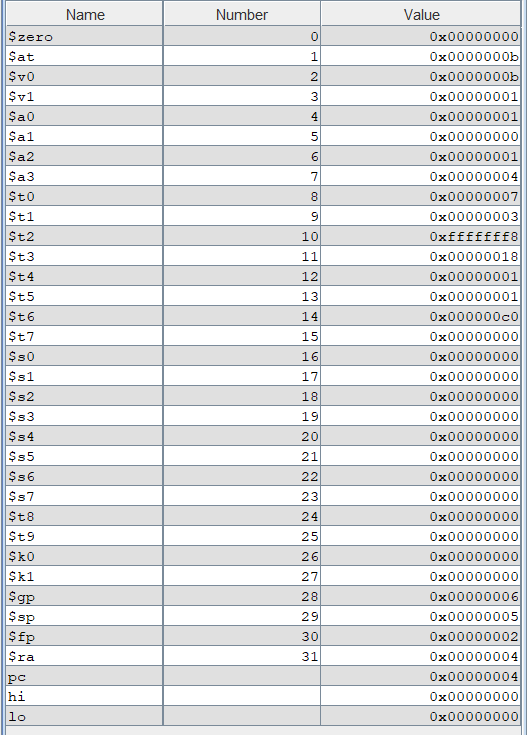 Name Number Value
$zero 0 0x00000000
$at 1 0x0000000b
$v0 2 0x0000000b
$v1 3 0x00000001
$a0 4 0x00000001
$a1 5 0x00000000
$a2 6 0x00000001
$a3 7 0x00000004
$t0 8 0x00000007
$t1 9 0x00000003
$t2 10 0xfffffff8
$t3 11 0x00000018
$t4 12 0x00000001
$t5 13 0x00000001
$t6 14 0x000000c0
$t7 15 0x00000000
$s0 16 0x00000000
$s1 17 0x00000000
$s2 18 0x00000000
$s3 19 0x00000000
$s4 20 0x00000000
$s5 21 0x00000000
$s6 22 0x00000000
$s7 23 0x00000000
$t8 24 0x00000000
$t9 25 0x00000000
$k0 26 0x00000000
$k1 27 0x00000000
$gp 28 0x00000006
$sp 29 0x00000005
$fp 30 0x00000002
$ra 31 0x00000004
pc 0x00000004
hi 0x00000000
lo 0x00000000